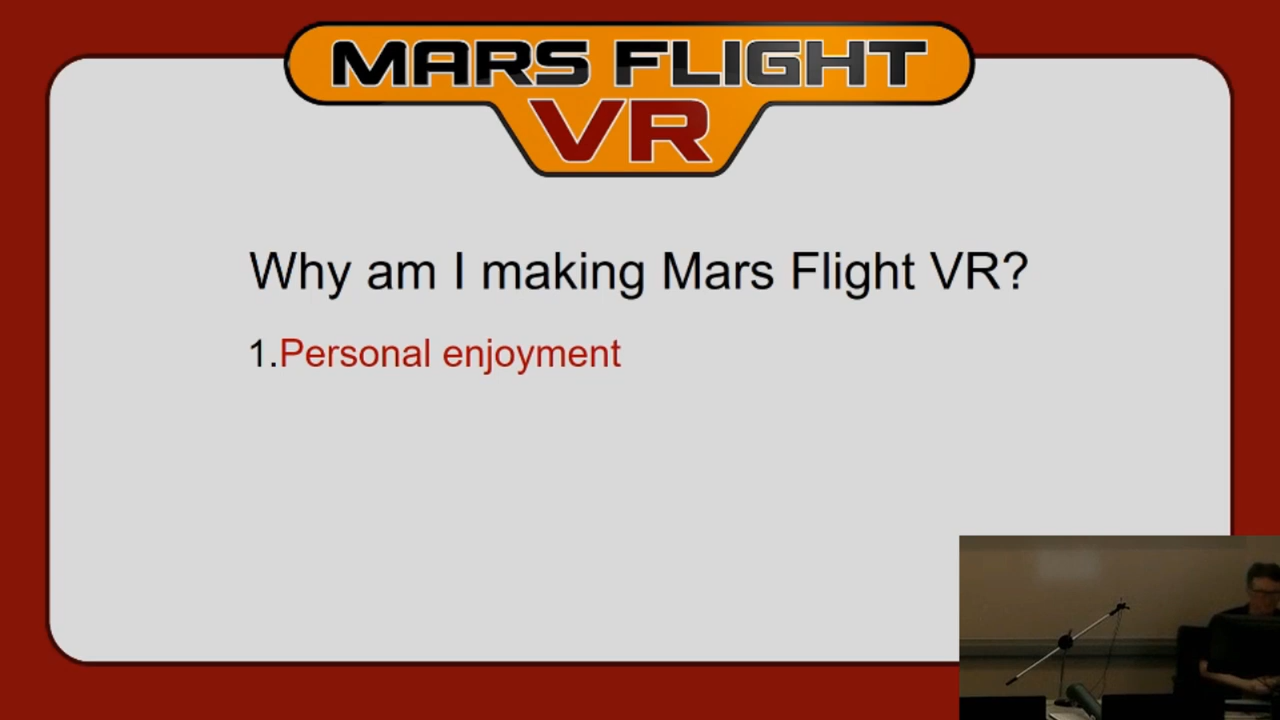 MARS FLIGHT
VR
Why am I making Mars Flight VR?
1.Personal enjoyment